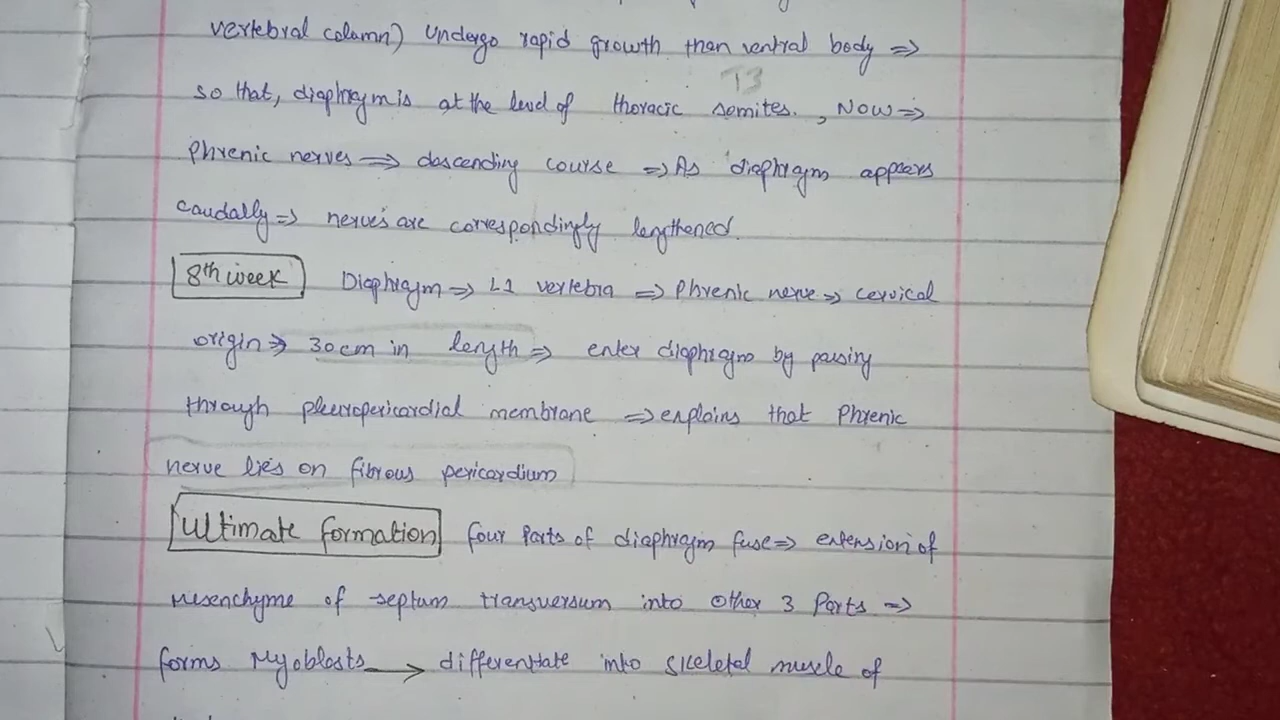 vertebral column) undergo rapid growth than ventral body ⇒
T3
so that, diaphragm is at the level of thoracic somites. , Now ⇒
Phrenic nerves ⇒ descending course ⇒ As diaphragm appears
caudally ⇒ nerves are correspondingly lengthened.
8th week Diaphragm ⇒ L1 vertebra ⇒ Phrenic nerve ⇒ cervical
origin ⇒ 30 cm in length ⇒ enter diaphragm by passing
through pleuropericardial membrane ⇒ explains that Phrenic
nerve lies on fibrous pericardium
Ultimate formation four Parts of diaphragm fuse ⇒ extension of
mesenchyme of septum transversum into other 3 Parts ⇒
forms Myoblasts → differentiate into skeletal muscle of